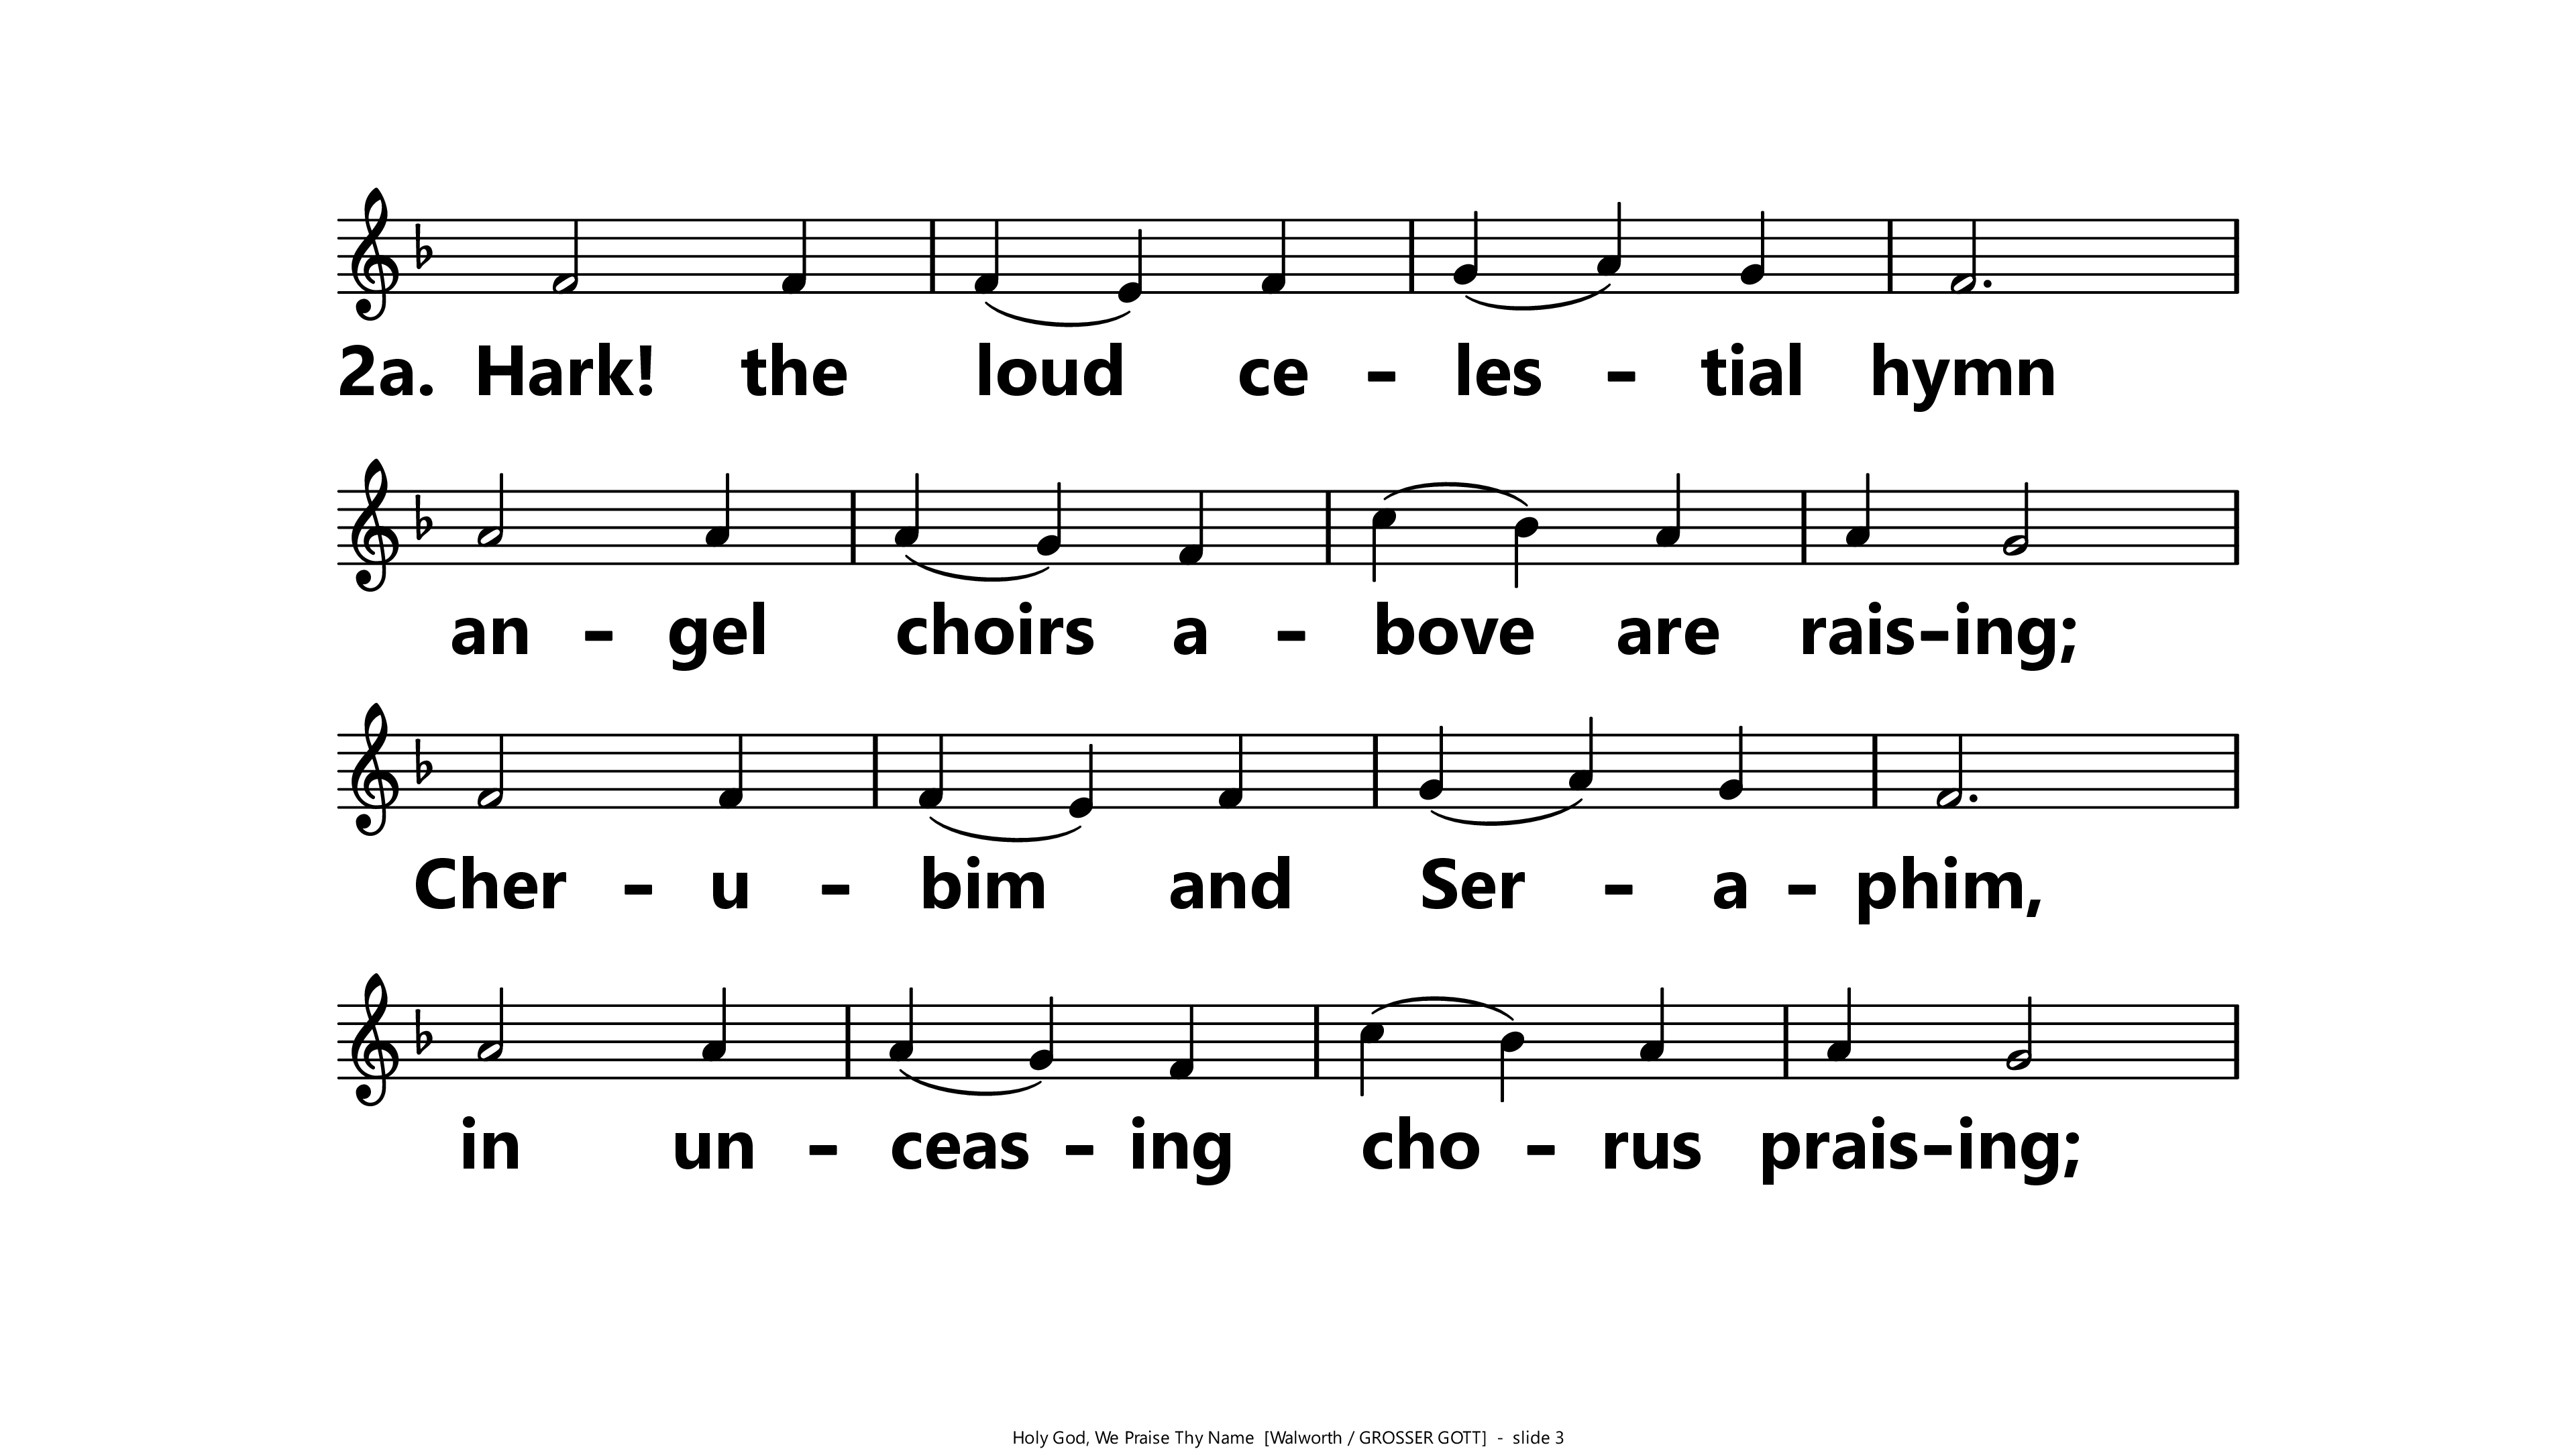 2a. Hark! the loud ce - les - tial hymn
an - gel choirs a - bove are rais-ing;
Cher - u - bim and Ser - a - phim,
in un - ceas - ing cho - rus prais-ing;
Holy God, We Praise Thy Name [Walworth / GROSSER GOTT] - slide 3